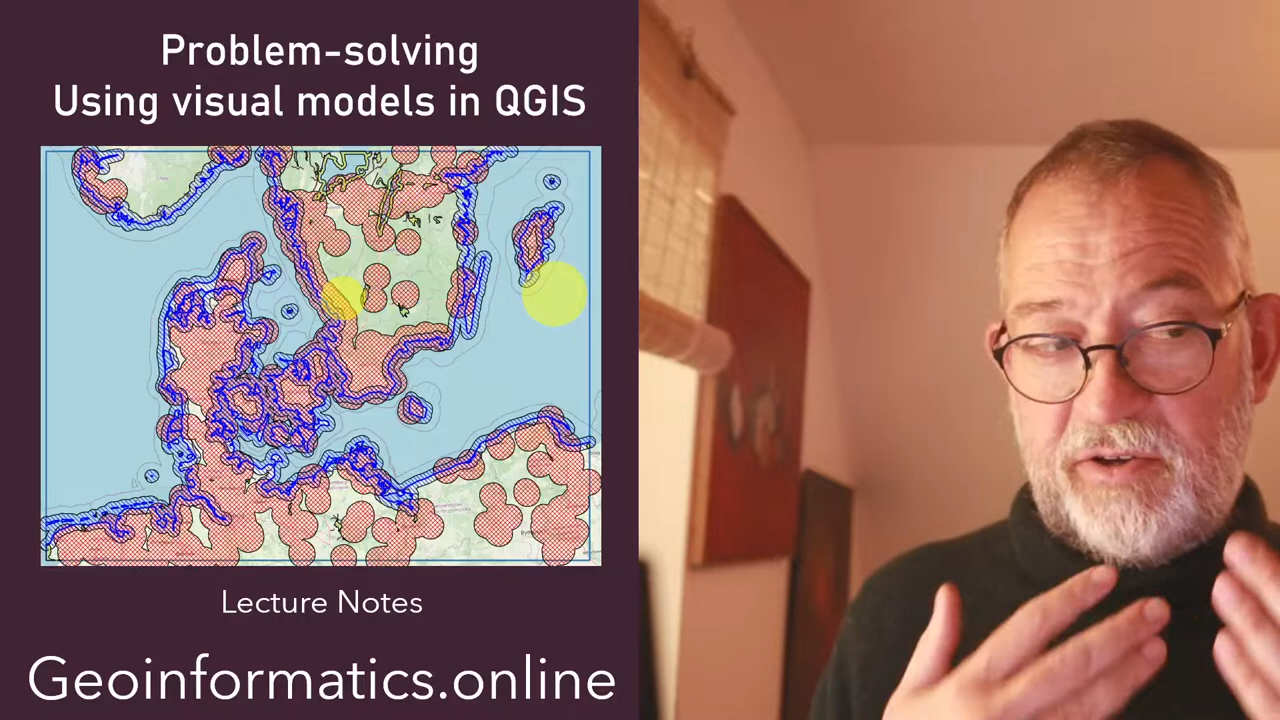 Problem-solving
Using visual models in QGIS
Lecture Notes
Geoinformatics.online